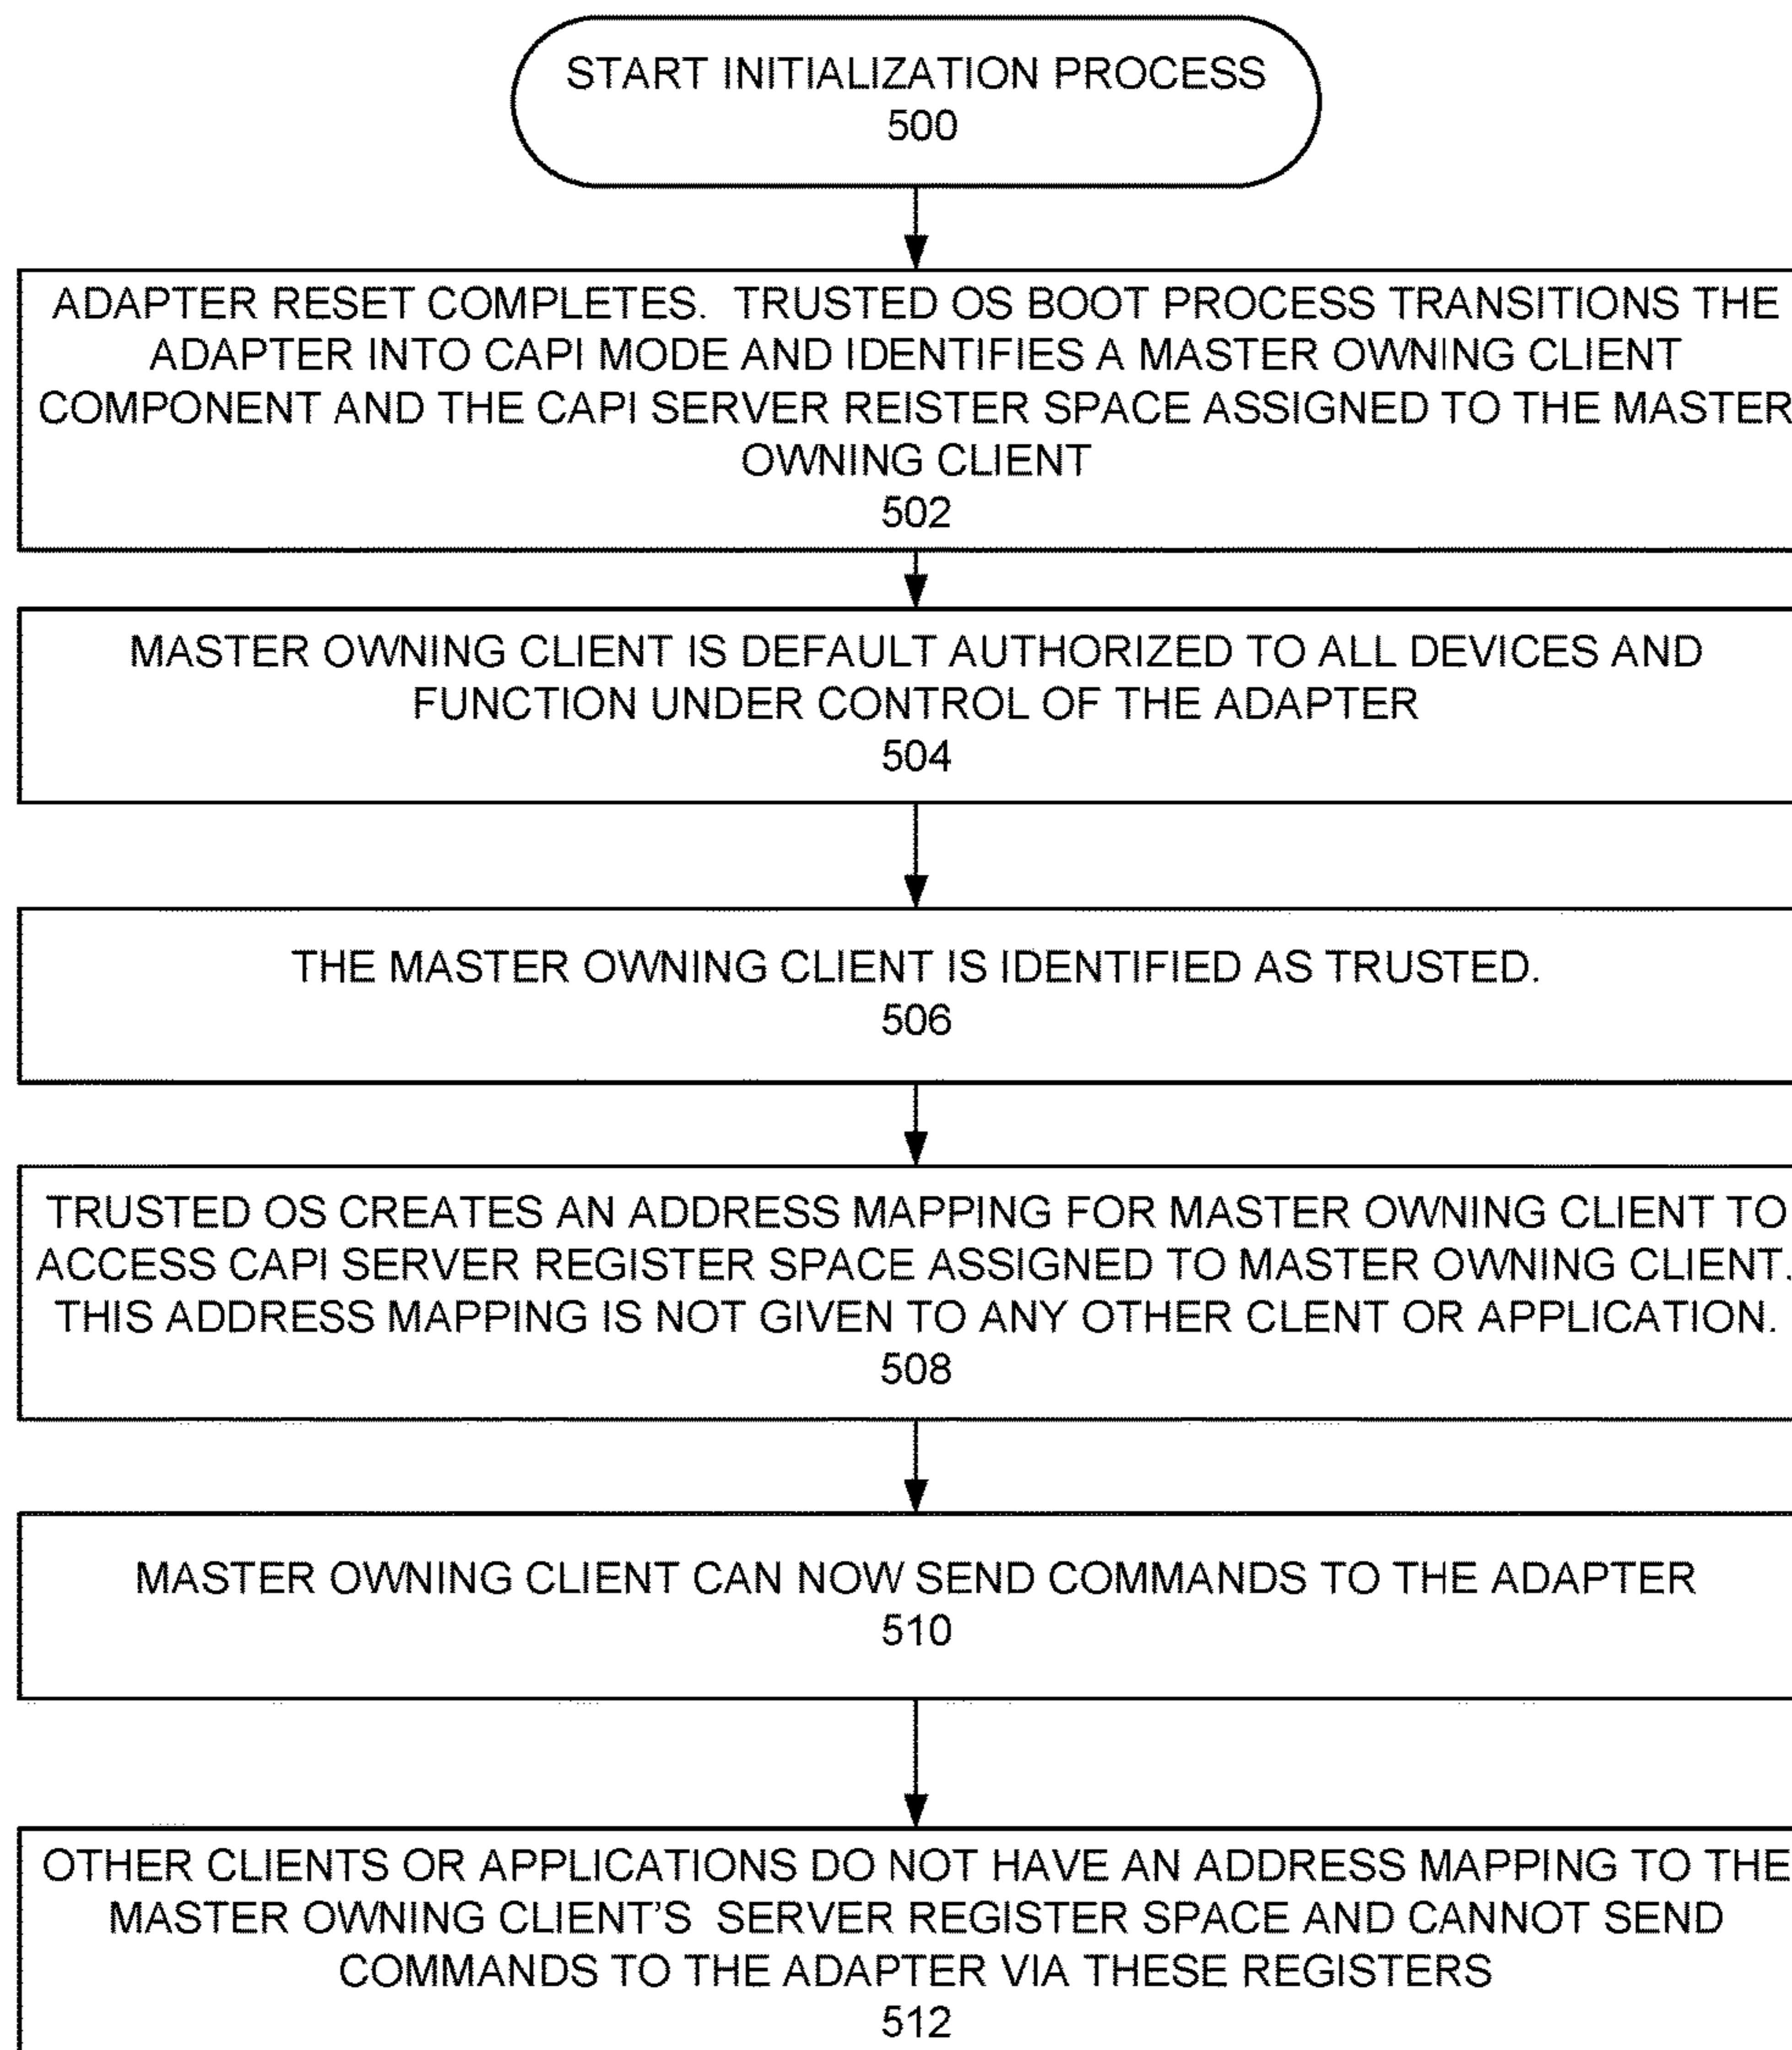 START INITIALIZATION PROCESS
500
ADAPTER RESET COMPLETES. TRUSTED OS BOOT PROCESS TRANSITIONS THE
ADAPTER INTO CAPI MODE AND IDENTIFIES A MASTER OWNING CLIENT
COMPONENT AND THE CAPI SERVER REISTER SPACE ASSIGNED TO THE MASTER
OWNING CLIENT
502
MASTER OWNING CLIENT IS DEFAULT AUTHORIZED TO ALL DEVICES AND
FUNCTION UNDER CONTROL OF THE ADAPTER
504
THE MASTER OWNING CLIENT IS IDENTIFIED AS TRUSTED.
506
TRUSTED OS CREATES AN ADDRESS MAPPING FOR MASTER OWNING CLIENT TO
ACCESS CAPI SERVER REGISTER SPACE ASSIGNED TO MASTER OWNING CLIENT.
THIS ADDRESS MAPPING IS NOT GIVEN TO ANY OTHER CLENT OR APPLICATION.
508
MASTER OWNING CLIENT CAN NOW SEND COMMANDS TO THE ADAPTER
510
OTHER CLIENTS OR APPLICATIONS DO NOT HAVE AN ADDRESS MAPPING TO THE
MASTER OWNING CLIENT'S SERVER REGISTER SPACE AND CANNOT SEND
COMMANDS TO THE ADAPTER VIA THESE REGISTERS
512